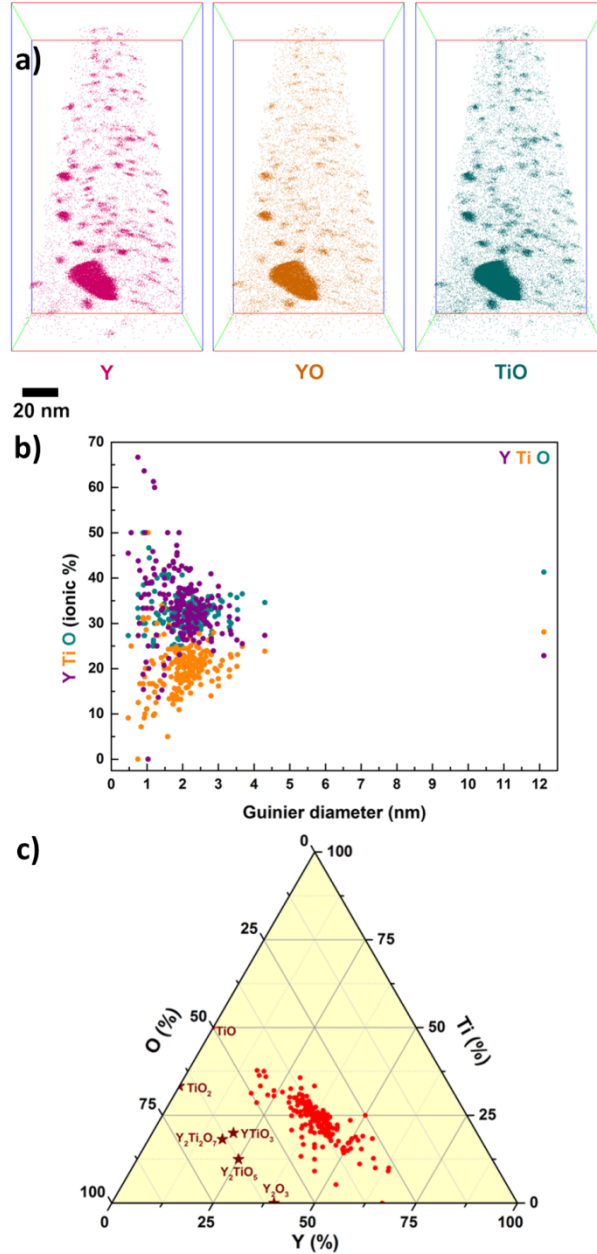 a)
Y YO TiO
20 nm
b)
Y Ti O
70
60
50
40
30
20
10
0
Y Ti O (ionic %)
0 1 2 3 4 5 6 7 8 9 10 11 12
Guinier diameter (nm)
c)
0 100
25 75
50 50
TiO
O (%) Ti (%)
TiO₂
75 25
Y₂Ti₂O₇ YTiO₃
Y₂TiO₅
Y₂O₃
100 0
0 25 50 75 100
Y (%)